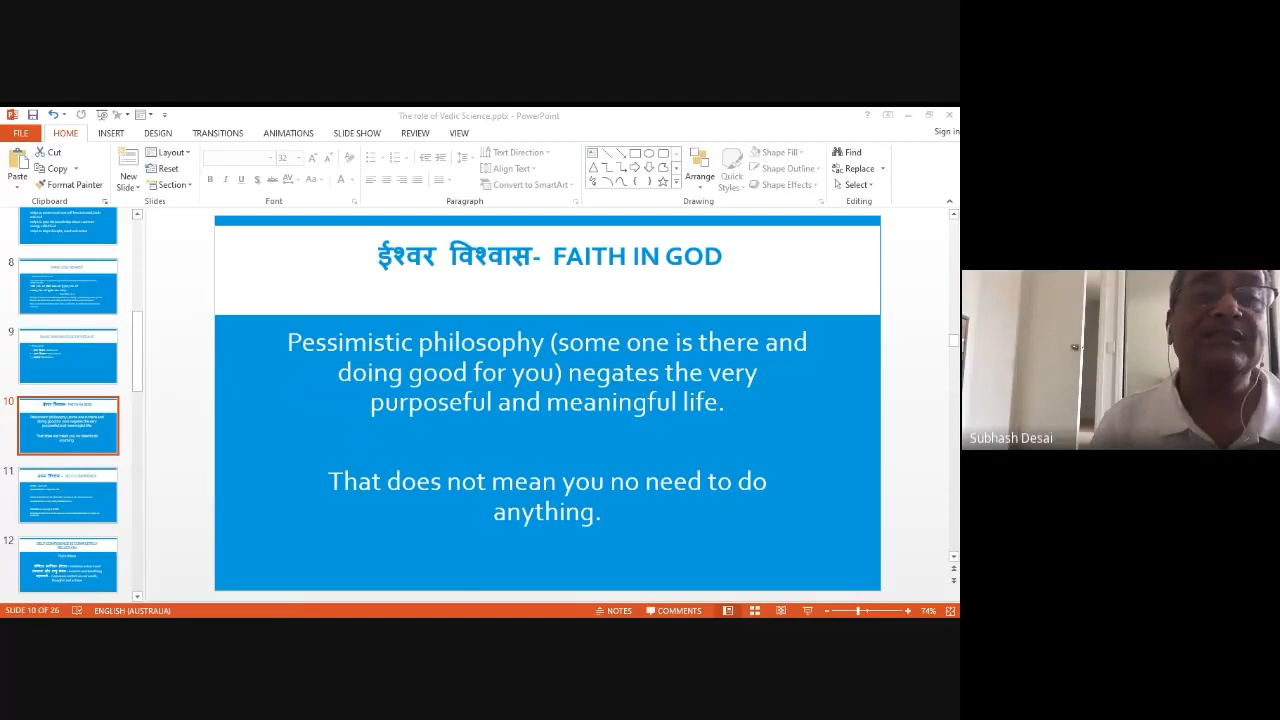 The role of Vedic Science.pptx - PowerPoint
Sign in
FILE HOME INSERT DESIGN TRANSITIONS ANIMATIONS SLIDE SHOW REVIEW VIEW
Paste
Cut
Copy
Format Painter
Clipboard
New
Slide
Layout
Reset
Section
Slides
32
Font
Text Direction
Align Text
Convert to SmartArt
Paragraph
Arrange
Quick
Styles
Shape Fill
Shape Outline
Shape Effects
Drawing
Find
Replace
Select
Editing
8
9
10
11
12
ईश्वर विश्वास- FAITH IN GOD
Pessimistic philosophy (some one is there and
doing good for you) negates the very
purposeful and meaningful life.
That does not mean you no need to do
anything.
Subhash Desai
SLIDE 10 OF 26 ENGLISH (AUSTRALIA) NOTES COMMENTS 74%